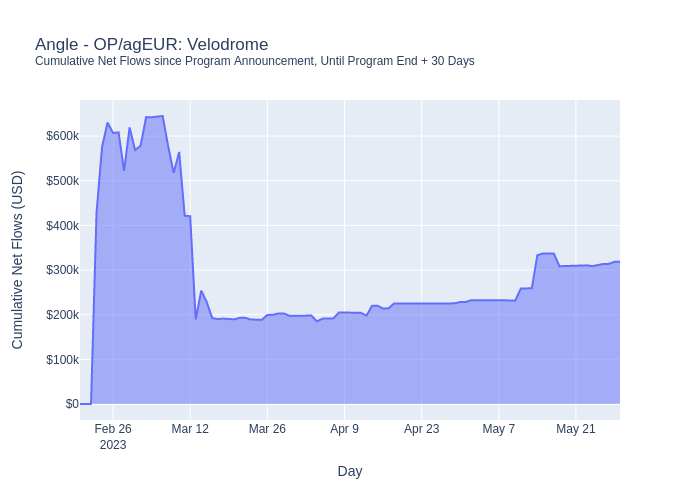 Angle - OP/agEUR: Velodrome
Cumulative Net Flows since Program Announcement, Until Program End + 30 Days
Cumulative Net Flows (USD)
$600k
$500k
$400k
$300k
$200k
$100k
$0
Feb 26
2023
Mar 12
Mar 26
Apr 9
Apr 23
May 7
May 21
Day